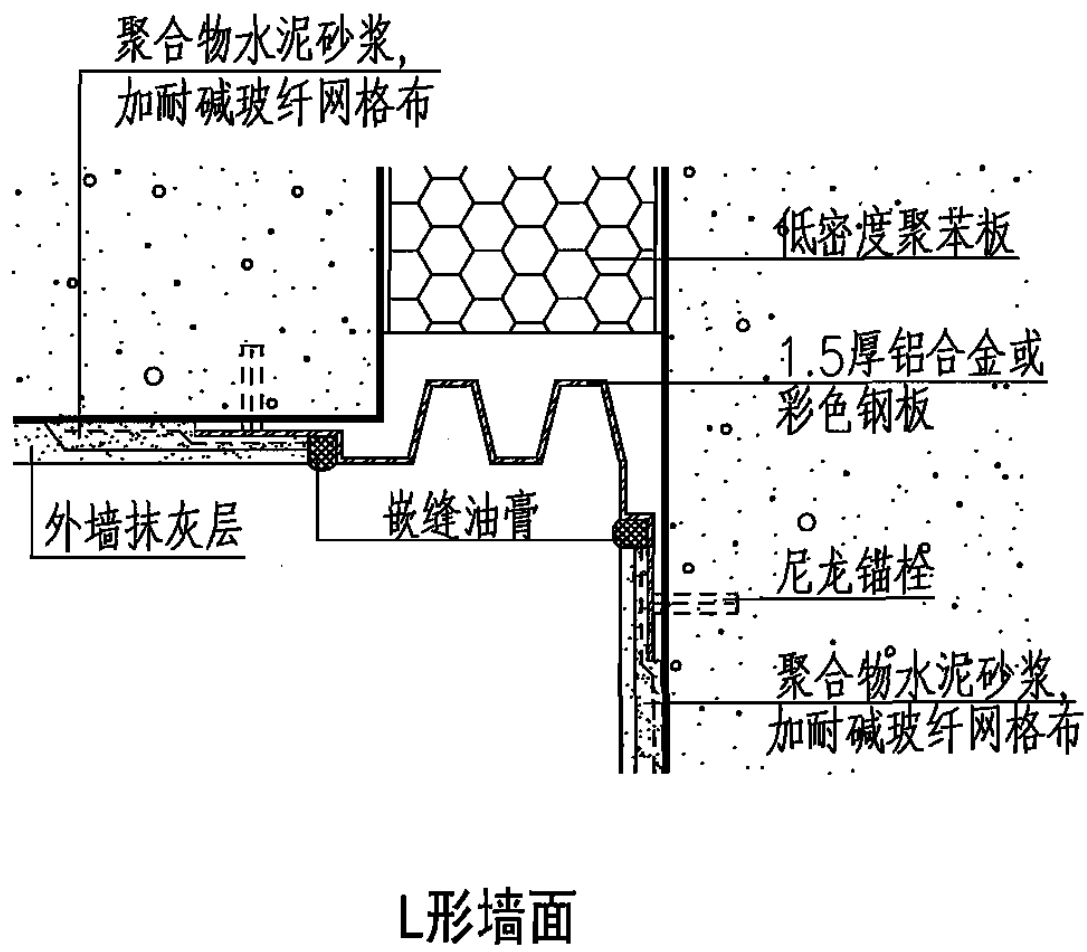 聚合物水泥砂浆,
加耐碱玻纤网格布
低密度聚苯板
1.5厚铝合金或
彩色钢板
外墙抹灰层
嵌缝油膏
尼龙锚栓
聚合物水泥砂浆,
加耐碱玻纤网格布
L形墙面